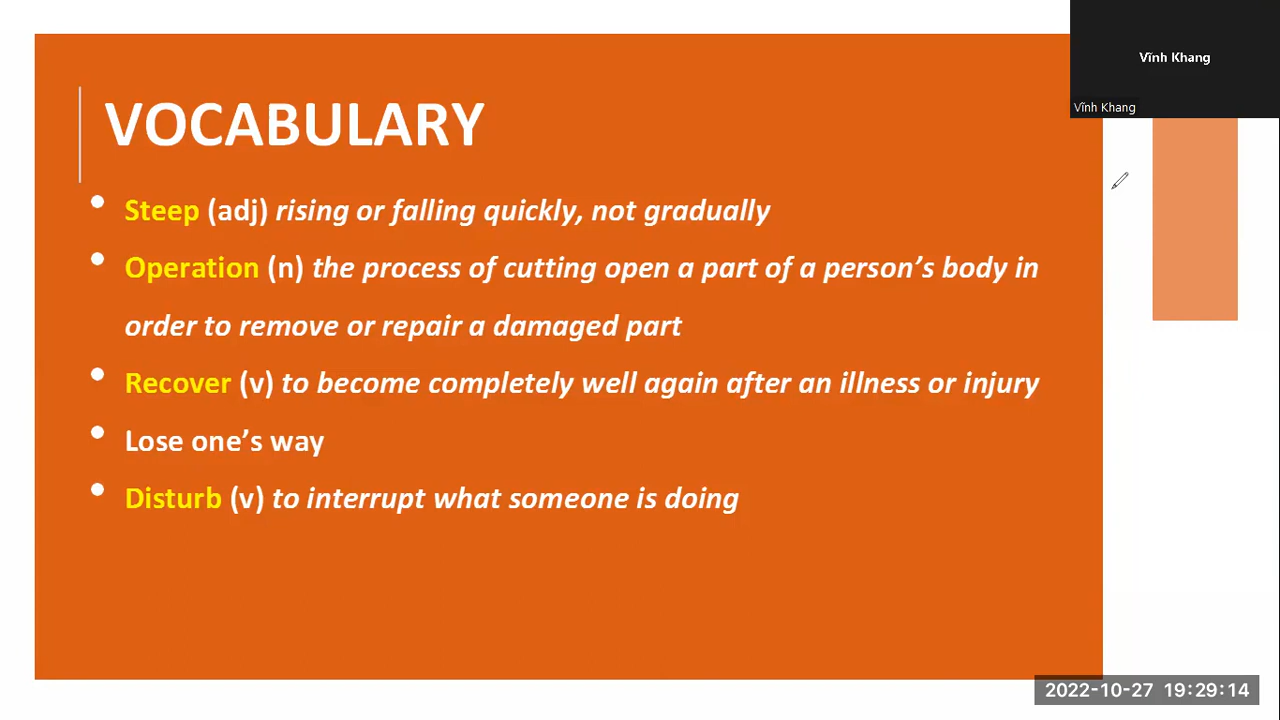 VOCABULARY
Steep (adj) rising or falling quickly, not gradually
Operation (n) the process of cutting open a part of a person’s body in
order to remove or repair a damaged part
Recover (v) to become completely well again after an illness or injury
Lose one’s way
Disturb (v) to interrupt what someone is doing
Vĩnh Khang
Vĩnh Khang
2022-10-27 19:29:14